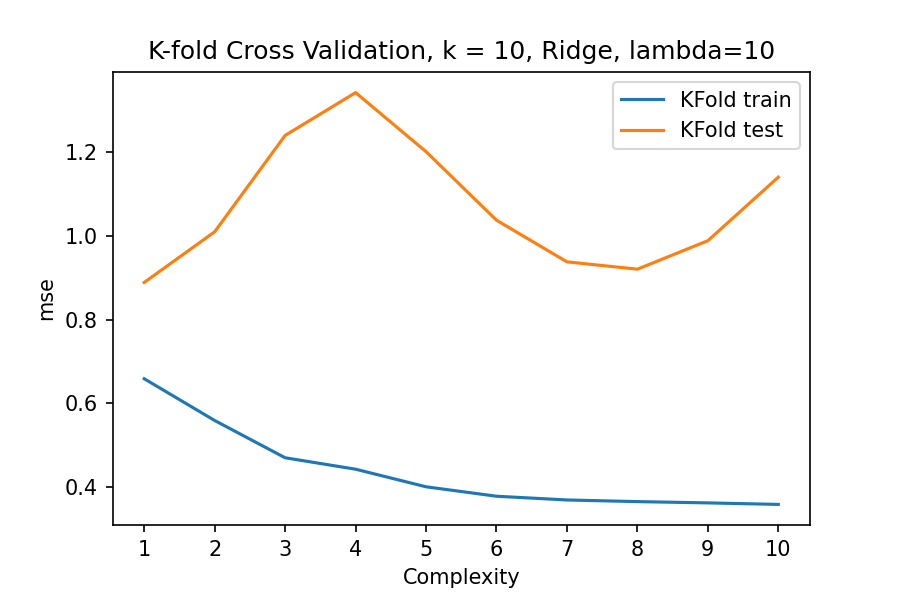 K-fold Cross Validation, k = 10, Ridge, lambda=10
KFold train
KFold test
1.2
1.0
0.8
0.6
0.4
mse
1 2 3 4 5 6 7 8 9 10
Complexity